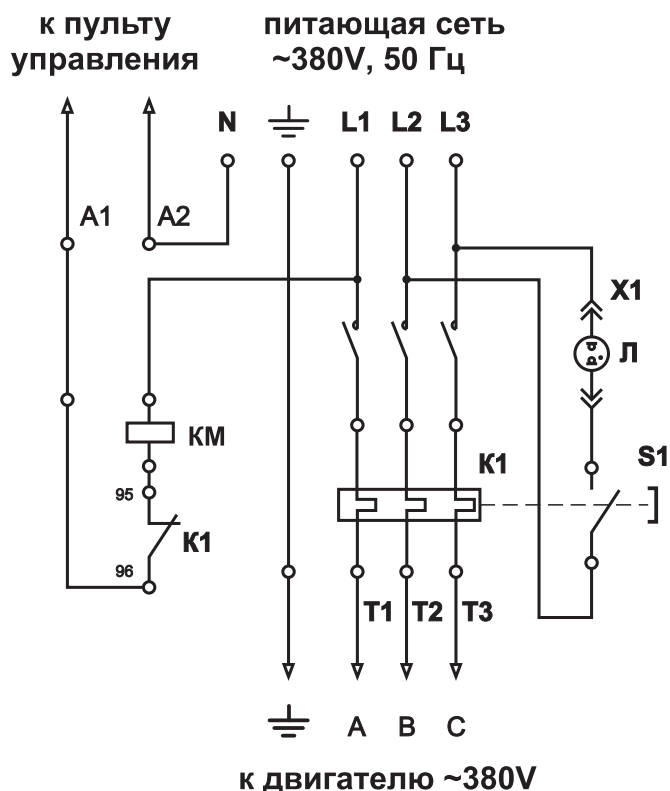 к пульту
управления
питающая сеть
~380V, 50 Гц
N
L1
L2
L3
A1
A2
X1
Л
КМ
K1
S1
95
K1
96
T1
T2
T3
A
B
C
к двигателю ~380V